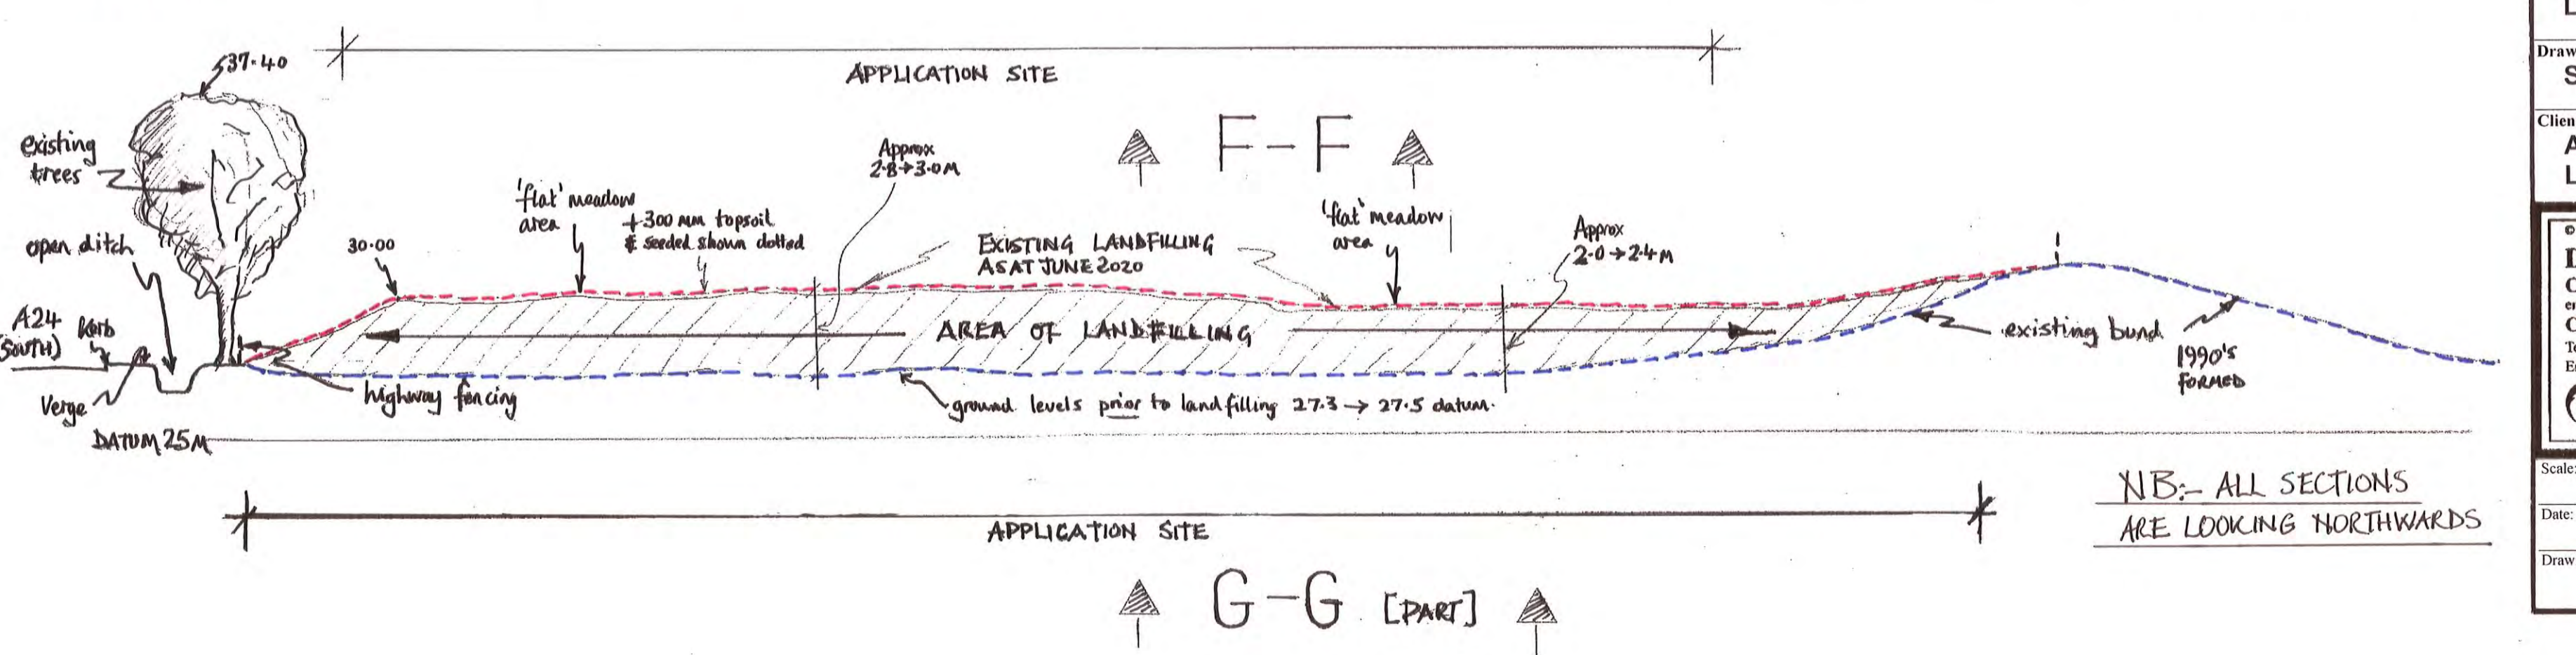 APPLICATION SITE
37.40
F-F
existing
trees
Approx
2.8→3.0M
'flat' meadow
area
+300 mm topsoil
& seeded shown dotted
'flat' meadow
area
Approx
2.0→2.4M
open ditch
30.00
EXISTING LANDFILLING
AS AT JUNE 2020
A24
SOUTH)
Kerb
AREA OF LANDFILLING
existing bund
1990's
FORMED
Verge
highway fencing
ground levels prior to landfilling 27.3 → 27.5 datum.
DATUM 25M
APPLICATION SITE
G-G [PART]
NB:- ALL SECTIONS
ARE LOOKING NORTHWARDS
Draw
S
Clien
A
L
©
Scale:
Date:
Draw